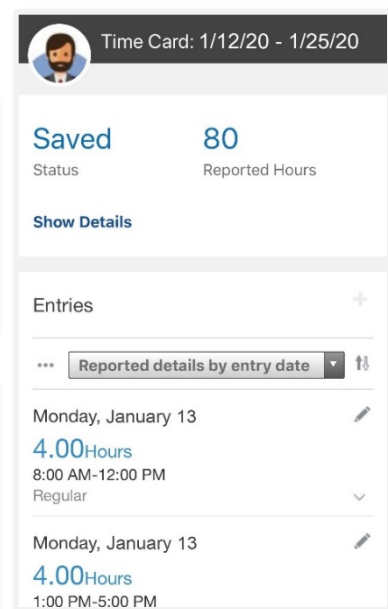 Time Card: 1/12/20 - 1/25/20
Saved 80
Status Reported Hours
Show Details
Entries
Reported details by entry date
Monday, January 13
4.00Hours
8:00 AM-12:00 PM
Regular
Monday, January 13
4.00Hours
1:00 PM-5:00 PM